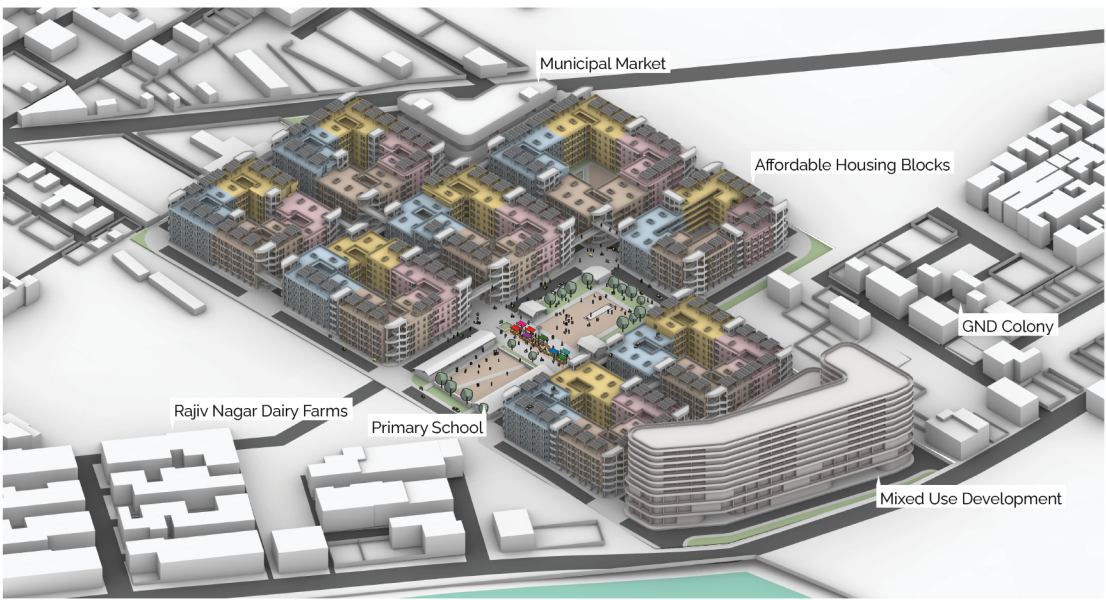 Municipal Market
Affordable Housing Blocks
GND Colony
Rajiv Nagar Dairy Farms
Primary School
Mixed Use Development